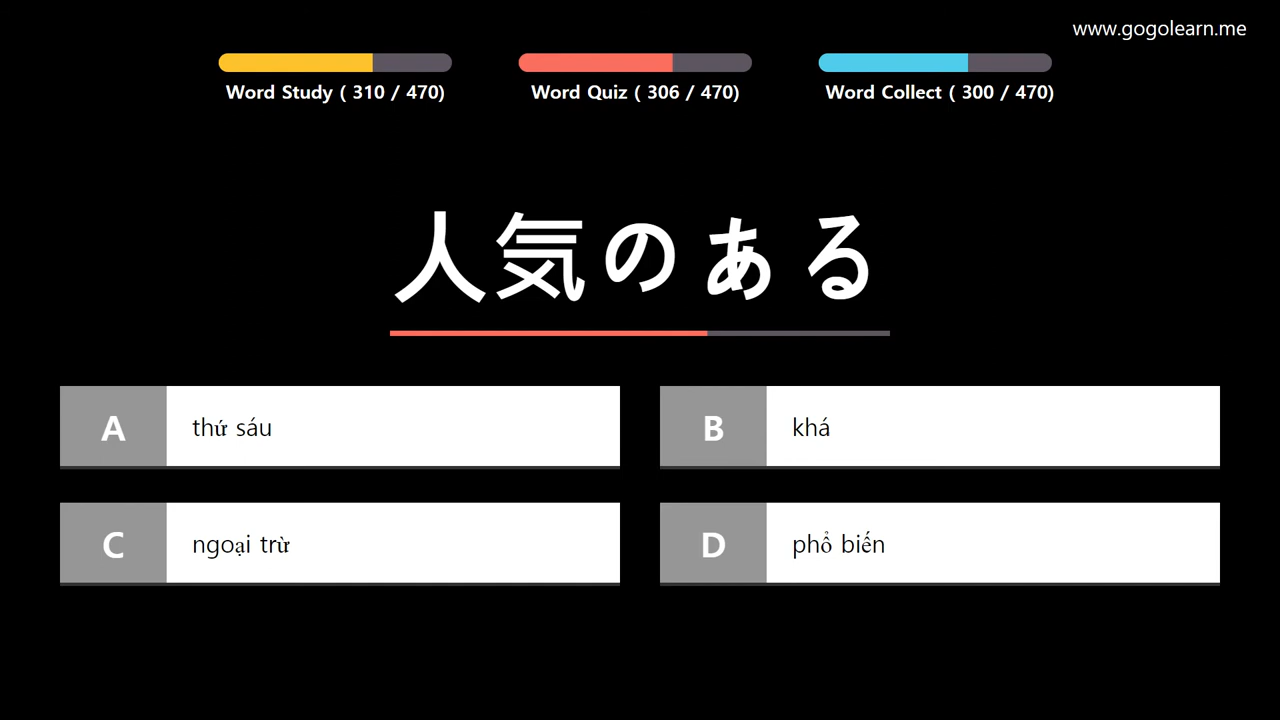 www.gogolearn.me
Word Study ( 310 / 470)
Word Quiz ( 306 / 470)
Word Collect ( 300 / 470)
人気のある
A thứ sáu
B khá
C ngoại trừ
D phổ biến